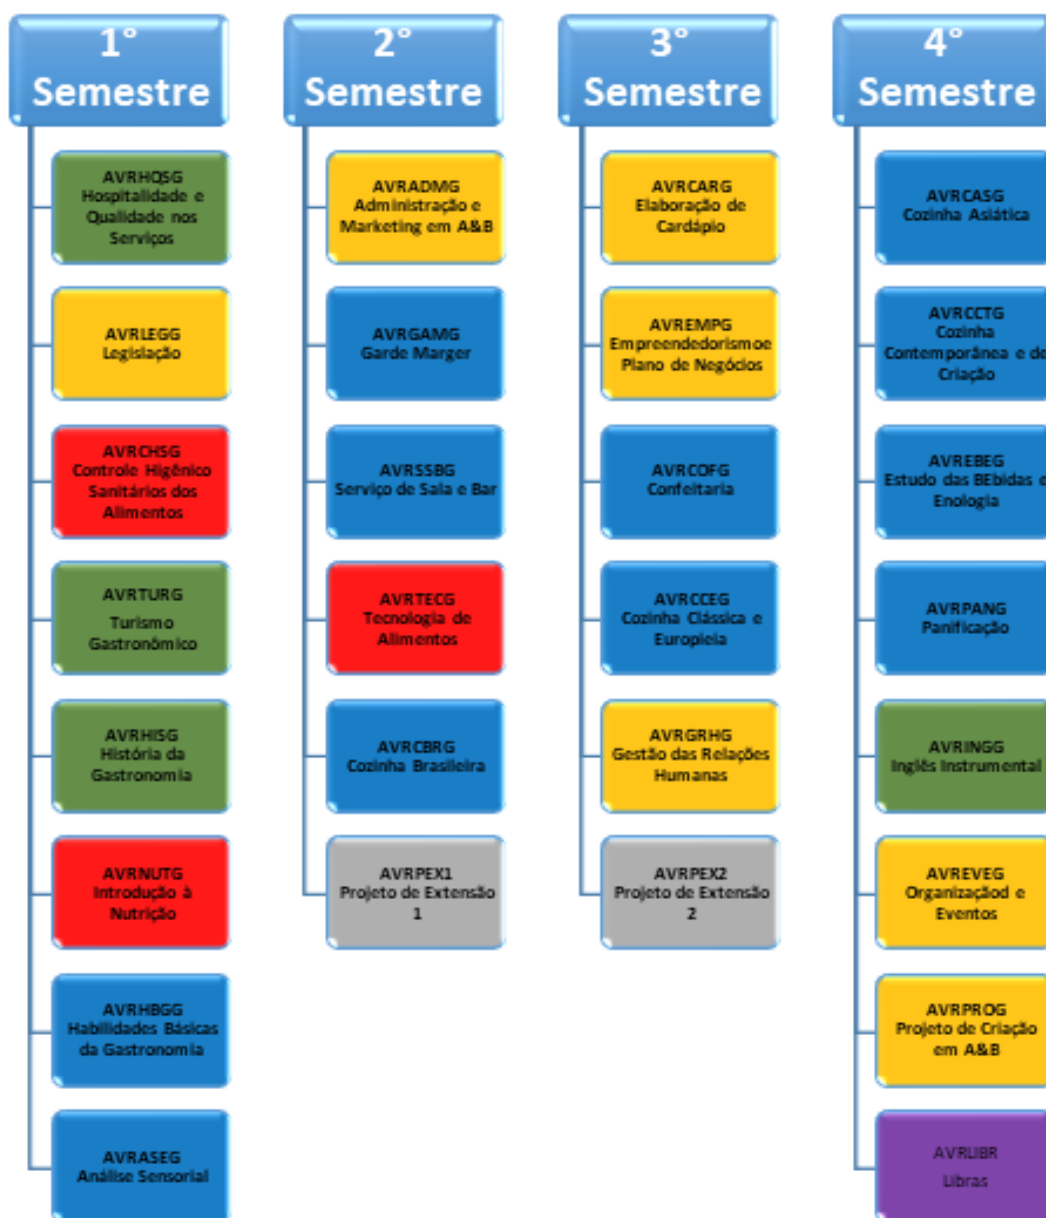 1°
Semestre
AVRHQSG
Hospitalidade e
Qualidade nos
Serviços
AVRLEGG
Legislação
AVRCHSG
Controle Higênico
Sanitários dos
Alimentos
AVRTURG
Turismo
Gastronômico
AVRHISG
História da
Gastronomia
AVRNUTG
Introdução à
Nutrição
AVRHBGG
Habilidades Básicas
da Gastronomia
AVRASEG
Análise Sensorial
2°
Semestre
AVRADMG
Administração e
Marketing em A&B
AVRGAMG
Garde Marger
AVRSSBG
Serviço de Sala e Bar
AVRTECG
Tecnologia de
Alimentos
AVRCBRG
Cozinha Brasileira
AVRPEX1
Projeto de Extensão
1
3°
Semestre
AVRCARG
Elaboração de
Cardápio
AVREMPG
Empreendedorismoe
Plano de Negócios
AVRCOFG
Confeitaria
AVRCCEG
Cozinha Clássica e
Europieia
AVRGRHG
Gestão das Relações
Humanas
AVRPEX2
Projeto de Extensão
2
4°
Semestre
AVRCASG
Cozinha Asiática
AVRCCTG
Cozinha
Contemporânea e de
Criação
AVREBEG
Estudo das BEbidas e
Enologia
AVRPANG
Panificação
AVRINGG
Inglês Instrumental
AVREVEG
Organizaçãod e
Eventos
AVRPROG
Projeto de Criação
em A&B
AVRLIBR
Libras